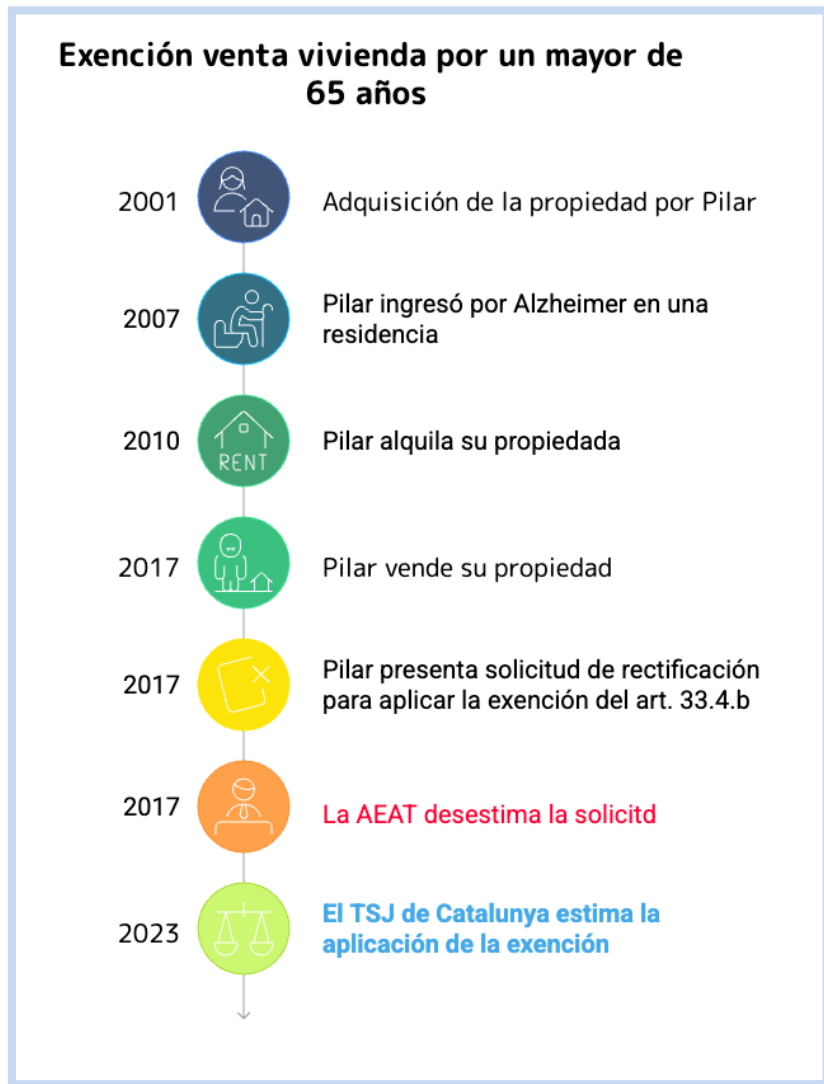 Exención venta vivienda por un mayor de
65 años
2001
Adquisición de la propiedad por Pilar
2007
Pilar ingresó por Alzheimer en una
residencia
2010
RENT
Pilar alquila su propiedada
2017
Pilar vende su propiedad
2017
Pilar presenta solicitud de rectificación
para aplicar la exención del art. 33.4.b
2017
La AEAT desestima la solicitd
2023
El TSJ de Catalunya estima la
aplicación de la exención